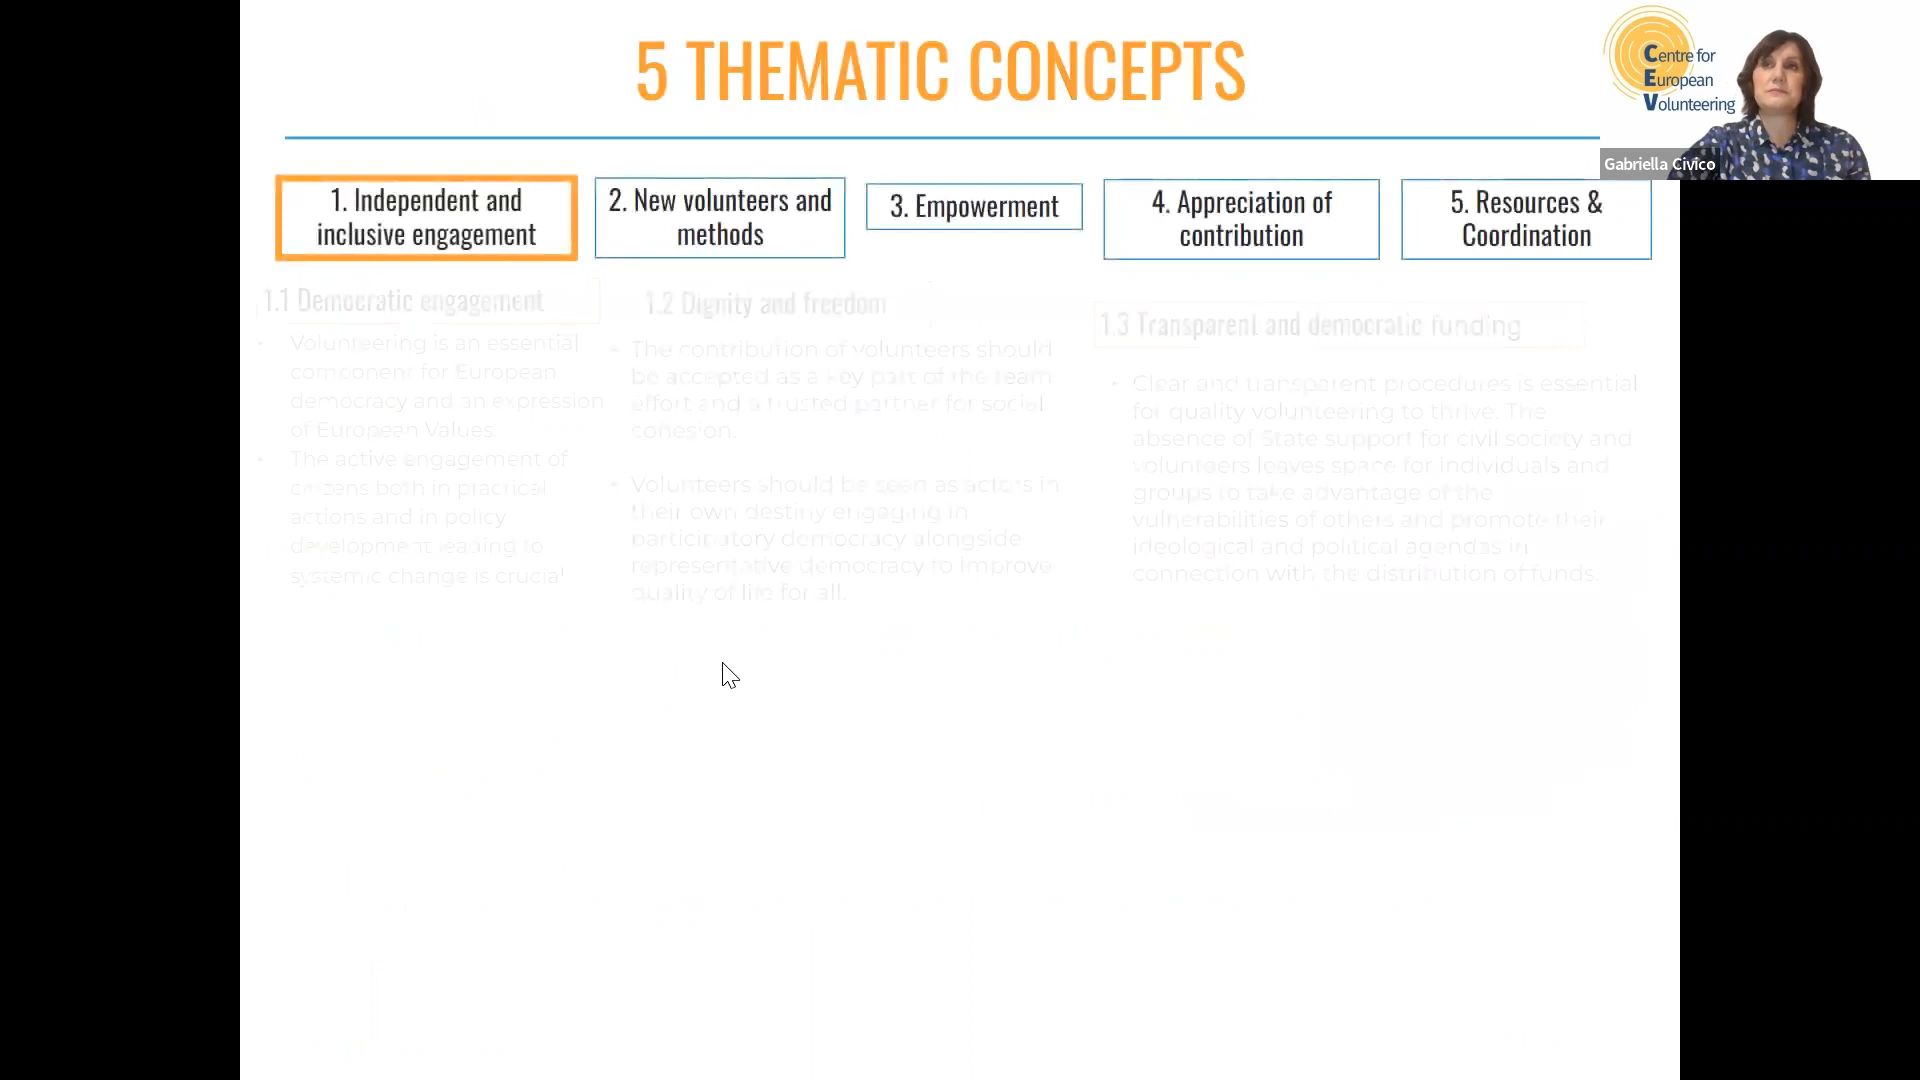 5 THEMATIC CONCEPTS
Centre for
European
Volunteering
Gabriella Civico
1. Independent and
inclusive engagement
2. New volunteers and
methods
3. Empowerment
4. Appreciation of
contribution
5. Resources &
Coordination
1.1 Democratic engagement
• Volunteering is an essential
component for European
democracy and an expression
of European Values.
• The active engagement of
citizens both in practical
actions and in policy
development leading to
systemic change is crucial
1.2 Dignity and freedom
• The contribution of volunteers should
be accepted as a key part of the team
effort and a trusted partner for social
cohesion.
• Volunteers should be seen as actors in
their own destiny engaging in
participatory democracy alongside
representative democracy to improve
quality of life for all.
1.3 Transparent and democratic funding
• Clear and transparent procedures is essential
for quality volunteering to thrive. The
absence of State support for civil society and
volunteers leaves space for individuals and
groups to take advantage of the
vulnerabilities of others and promote their
ideological and political agendas in
connection with the distribution of funds.